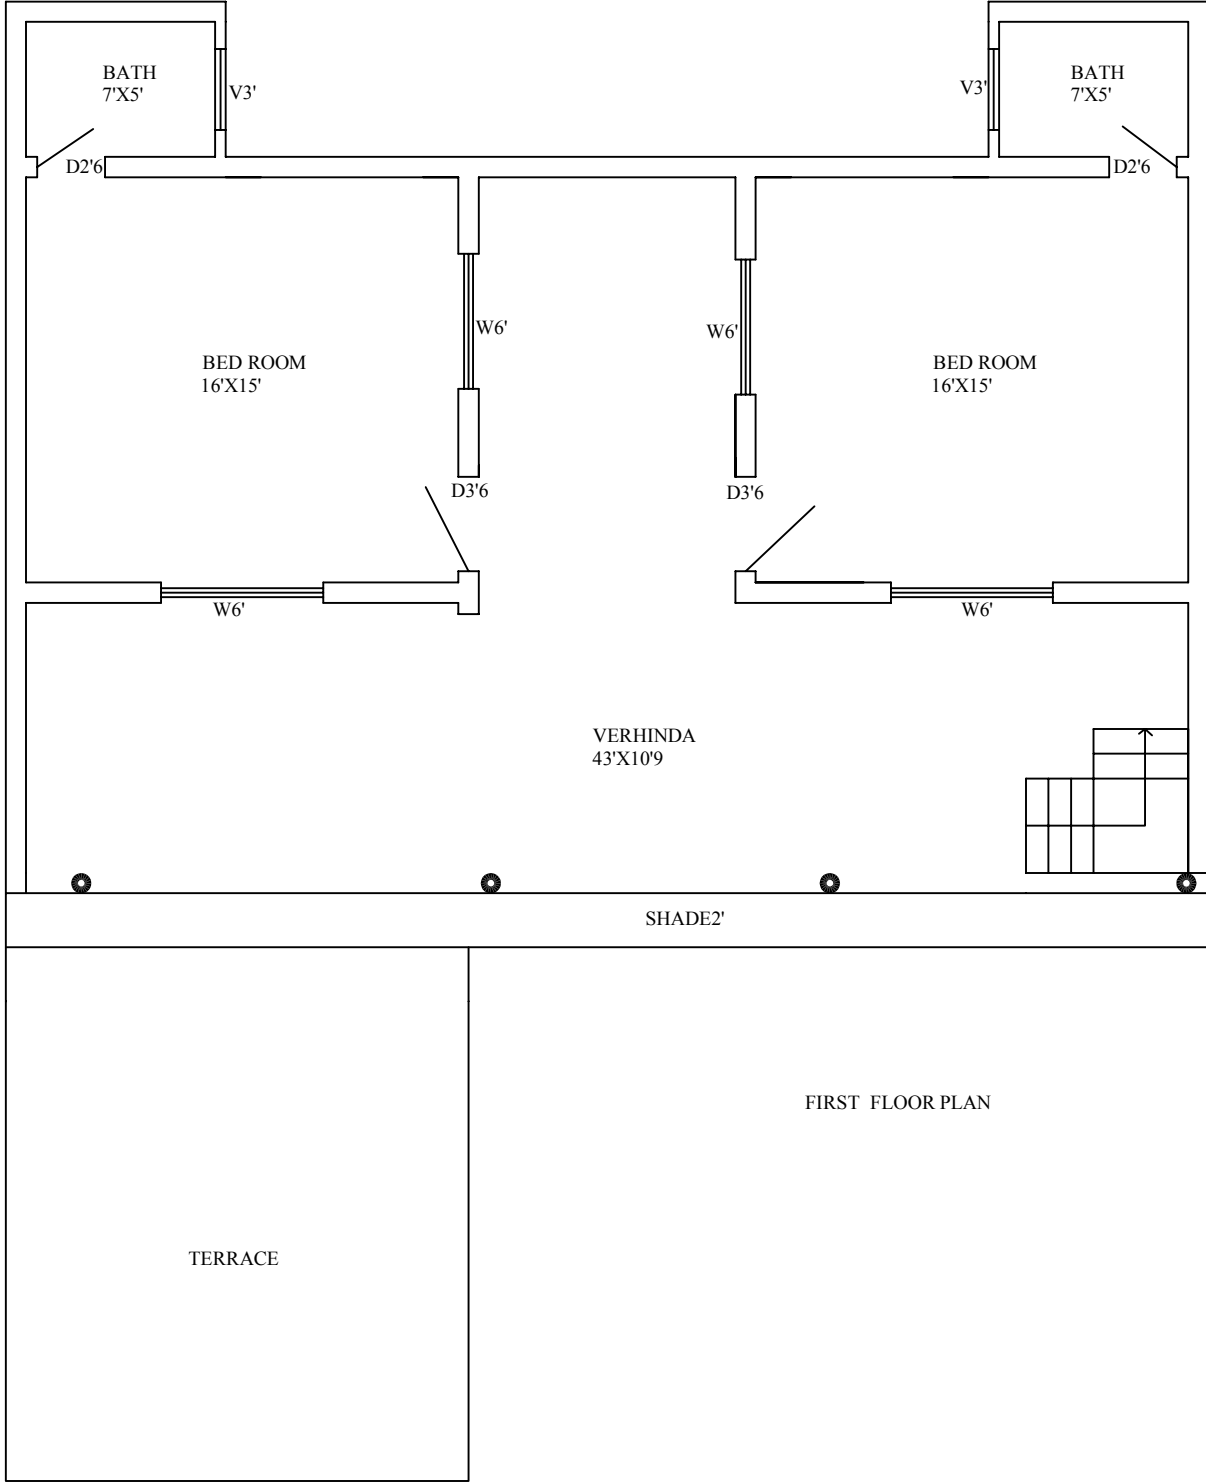 BATH
7'X5'
V3'
V3'
BATH
7'X5'
D2'6
D2'6
W6'
W6'
BED ROOM
16'X15'
BED ROOM
16'X15'
D3'6
D3'6
W6'
W6'
VERHINDA
43'X10'9
SHADE2'
FIRST FLOOR PLAN
TERRACE